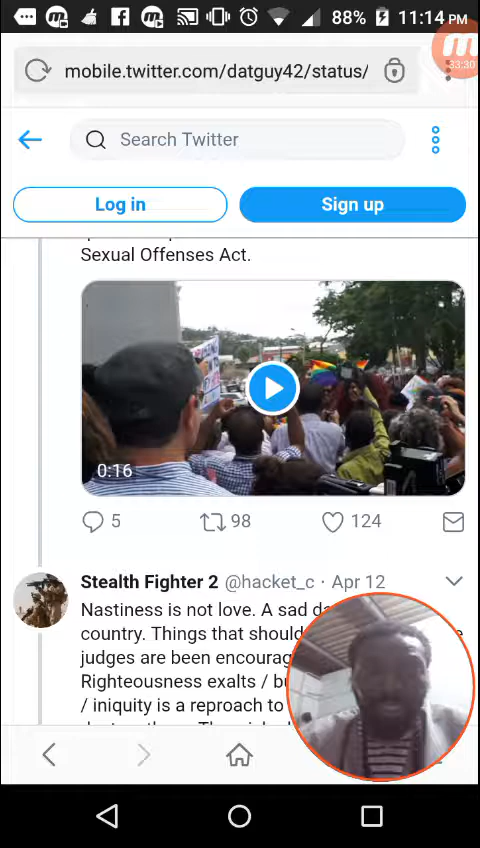 88% 11:14 PM
mobile.twitter.com/datguy42/status/
33:30
Search Twitter
Log in
Sign up
Sexual Offenses Act.
0:16
5
98
124
Stealth Fighter 2 @hacket_c · Apr 12
Nastiness is not love. A sad
country. Things that should
judges are been
Righteousness exalts /
/ iniquity is a reproach to